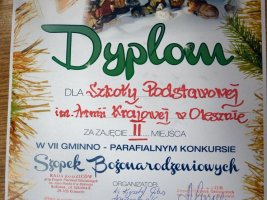 Dyplom
DLA Szkoły Podstawowej
im. Armii Krajowej w Olesznie
ZA ZAJĘCIE II... MIEJSCA
W VII GMINNO - PARAFIALNYM KONKURSIE
Szopek Bożonarodzeniowych
ORGANIZATOR: